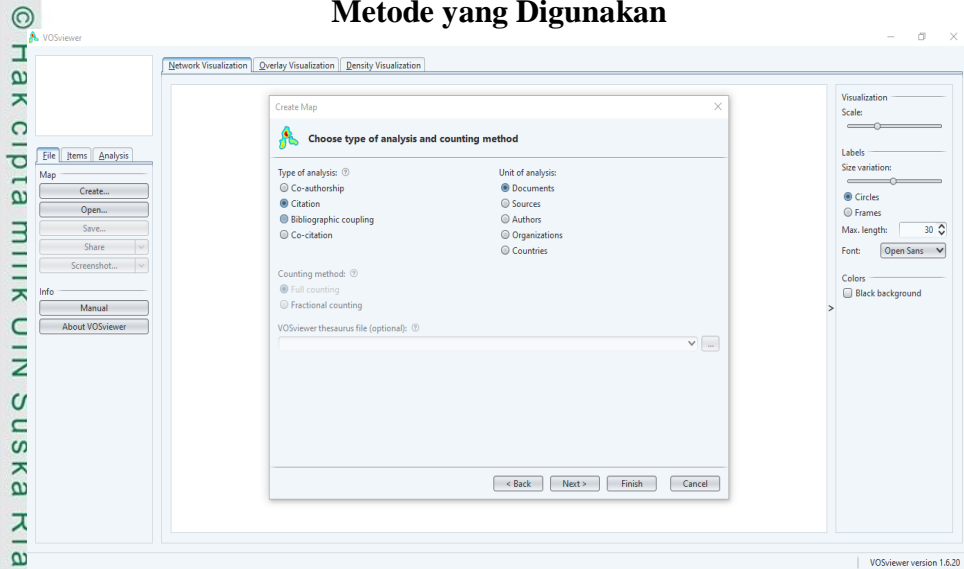 Metode yang Digunakan
© Hak cipta milik UIN Suska Ria
VOSviewer
Network Visualization Overlay Visualization Density Visualization
File Items Analysis
Map
Create...
Open...
Save...
Share
Screenshot...
Info
Manual
About VOSviewer
Create Map
Choose type of analysis and counting method
Type of analysis:
Co-authorship
Citation
Bibliographic coupling
Co-citation
Unit of analysis:
Documents
Sources
Authors
Organizations
Countries
Counting method:
Full counting
Fractional counting
VOSviewer thesaurus file (optional):
...
< Back Next > Finish Cancel
>
Visualization
Scale:
Labels
Size variation:
Circles
Frames
Max. length: 30
Font: Open Sans
Colors
Black background
VOSviewer version 1.6.20